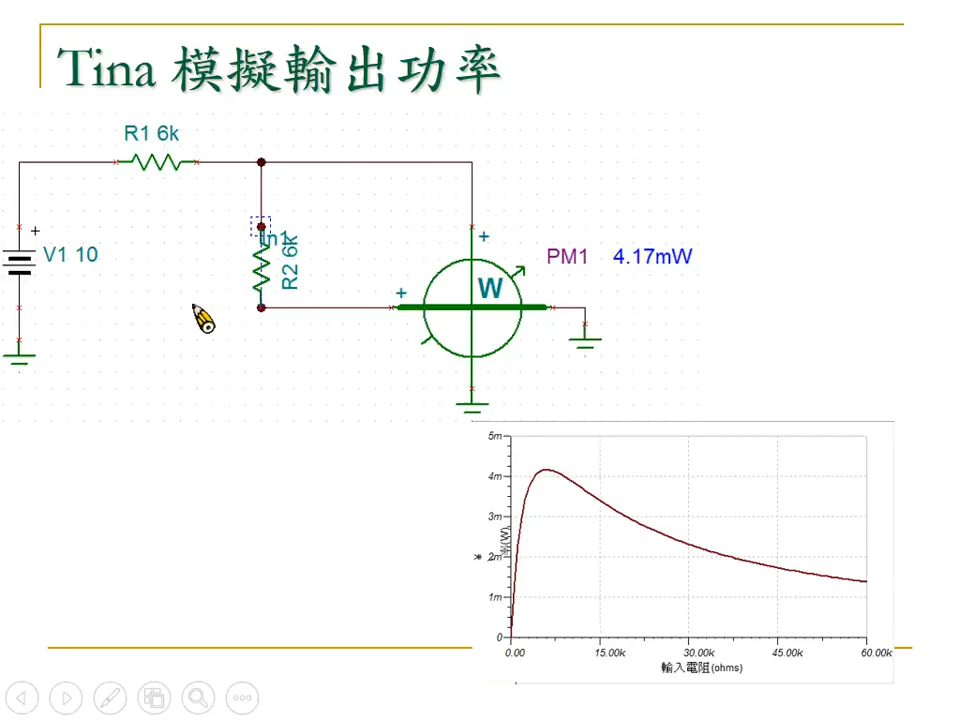 Tina 模擬輸出功率
R1 6k
V1 10
+
In1
R2 6k
+
+
W
PM1 4.17mW
5m
4m
3m
2m
1m
0
0.00 15.00k 30.00k 45.00k 60.00k
輸入電阻(ohms)